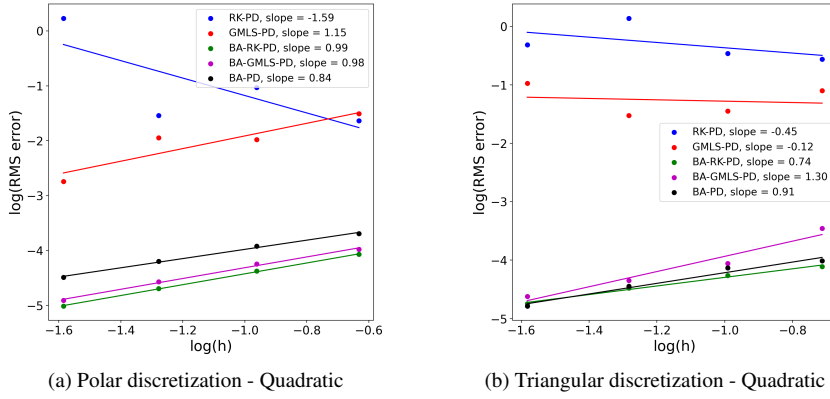 RK-PD, slope = -1.59
GMLS-PD, slope = 1.15
BA-RK-PD, slope = 0.99
BA-GMLS-PD, slope = 0.98
BA-PD, slope = 0.84
log(RMS error)
0
−1
−2
−3
−4
−5
−1.6
−1.4
−1.2
−1.0
−0.8
−0.6
log(h)
(a) Polar discretization - Quadratic
RK-PD, slope = -0.45
GMLS-PD, slope = -0.12
BA-RK-PD, slope = 0.74
BA-GMLS-PD, slope = 1.30
BA-PD, slope = 0.91
log(RMS error)
0
−1
−2
−3
−4
−5
−1.6
−1.4
−1.2
−1.0
−0.8
log(h)
(b) Triangular discretization - Quadratic